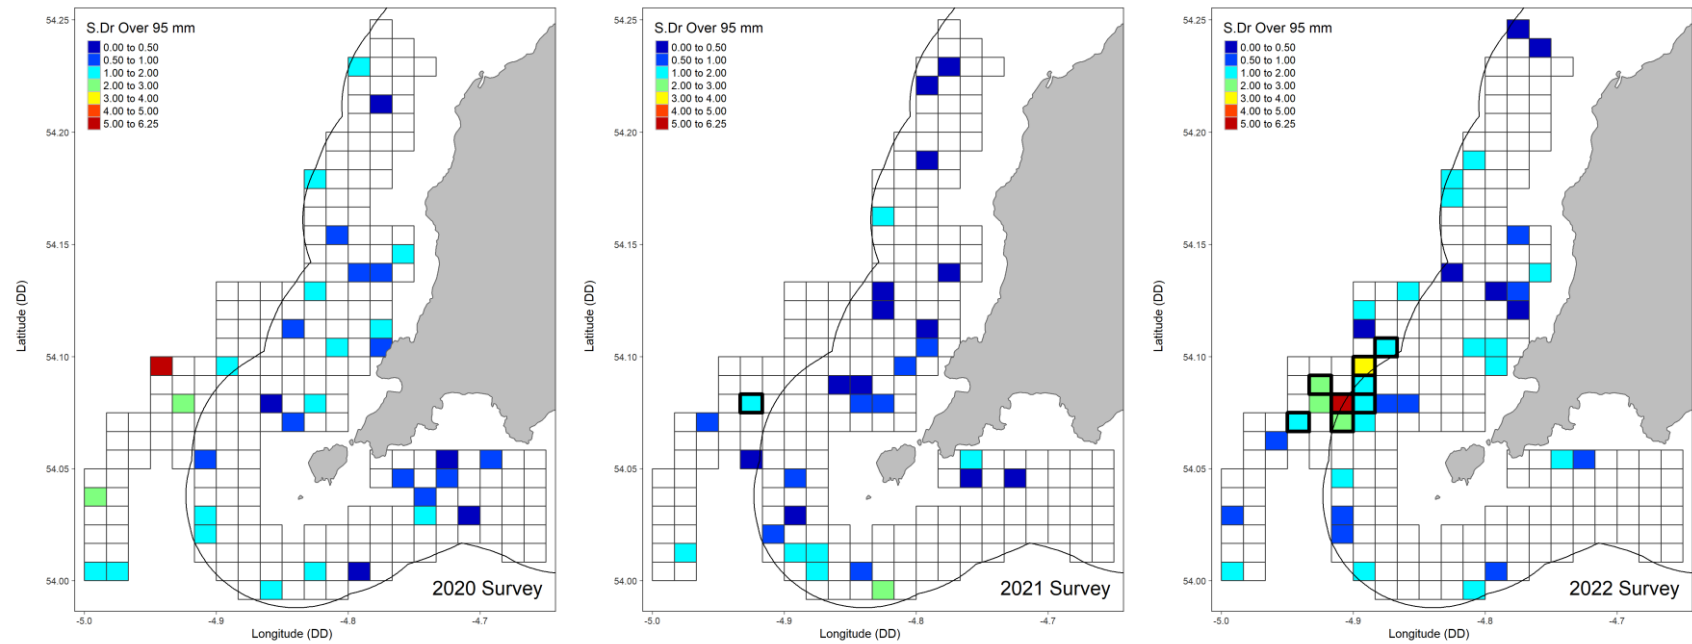 S.Dr Over 95 mm
0.00 to 0.50
0.50 to 1.00
1.00 to 2.00
2.00 to 3.00
3.00 to 4.00
4.00 to 5.00
5.00 to 6.25
54.25
54.20
54.15
54.10
54.05
54.00
Latitude (DD)
-5.0
-4.9
-4.8
-4.7
Longitude (DD)
2020 Survey
S.Dr Over 95 mm
0.00 to 0.50
0.50 to 1.00
1.00 to 2.00
2.00 to 3.00
3.00 to 4.00
4.00 to 5.00
5.00 to 6.25
54.25
54.20
54.15
54.10
54.05
54.00
Latitude (DD)
-5.0
-4.9
-4.8
-4.7
Longitude (DD)
2021 Survey
S.Dr Over 95 mm
0.00 to 0.50
0.50 to 1.00
1.00 to 2.00
2.00 to 3.00
3.00 to 4.00
4.00 to 5.00
5.00 to 6.25
54.25
54.20
54.15
54.10
54.05
54.00
Latitude (DD)
-5.0
-4.9
-4.8
-4.7
Longitude (DD)
2022 Survey